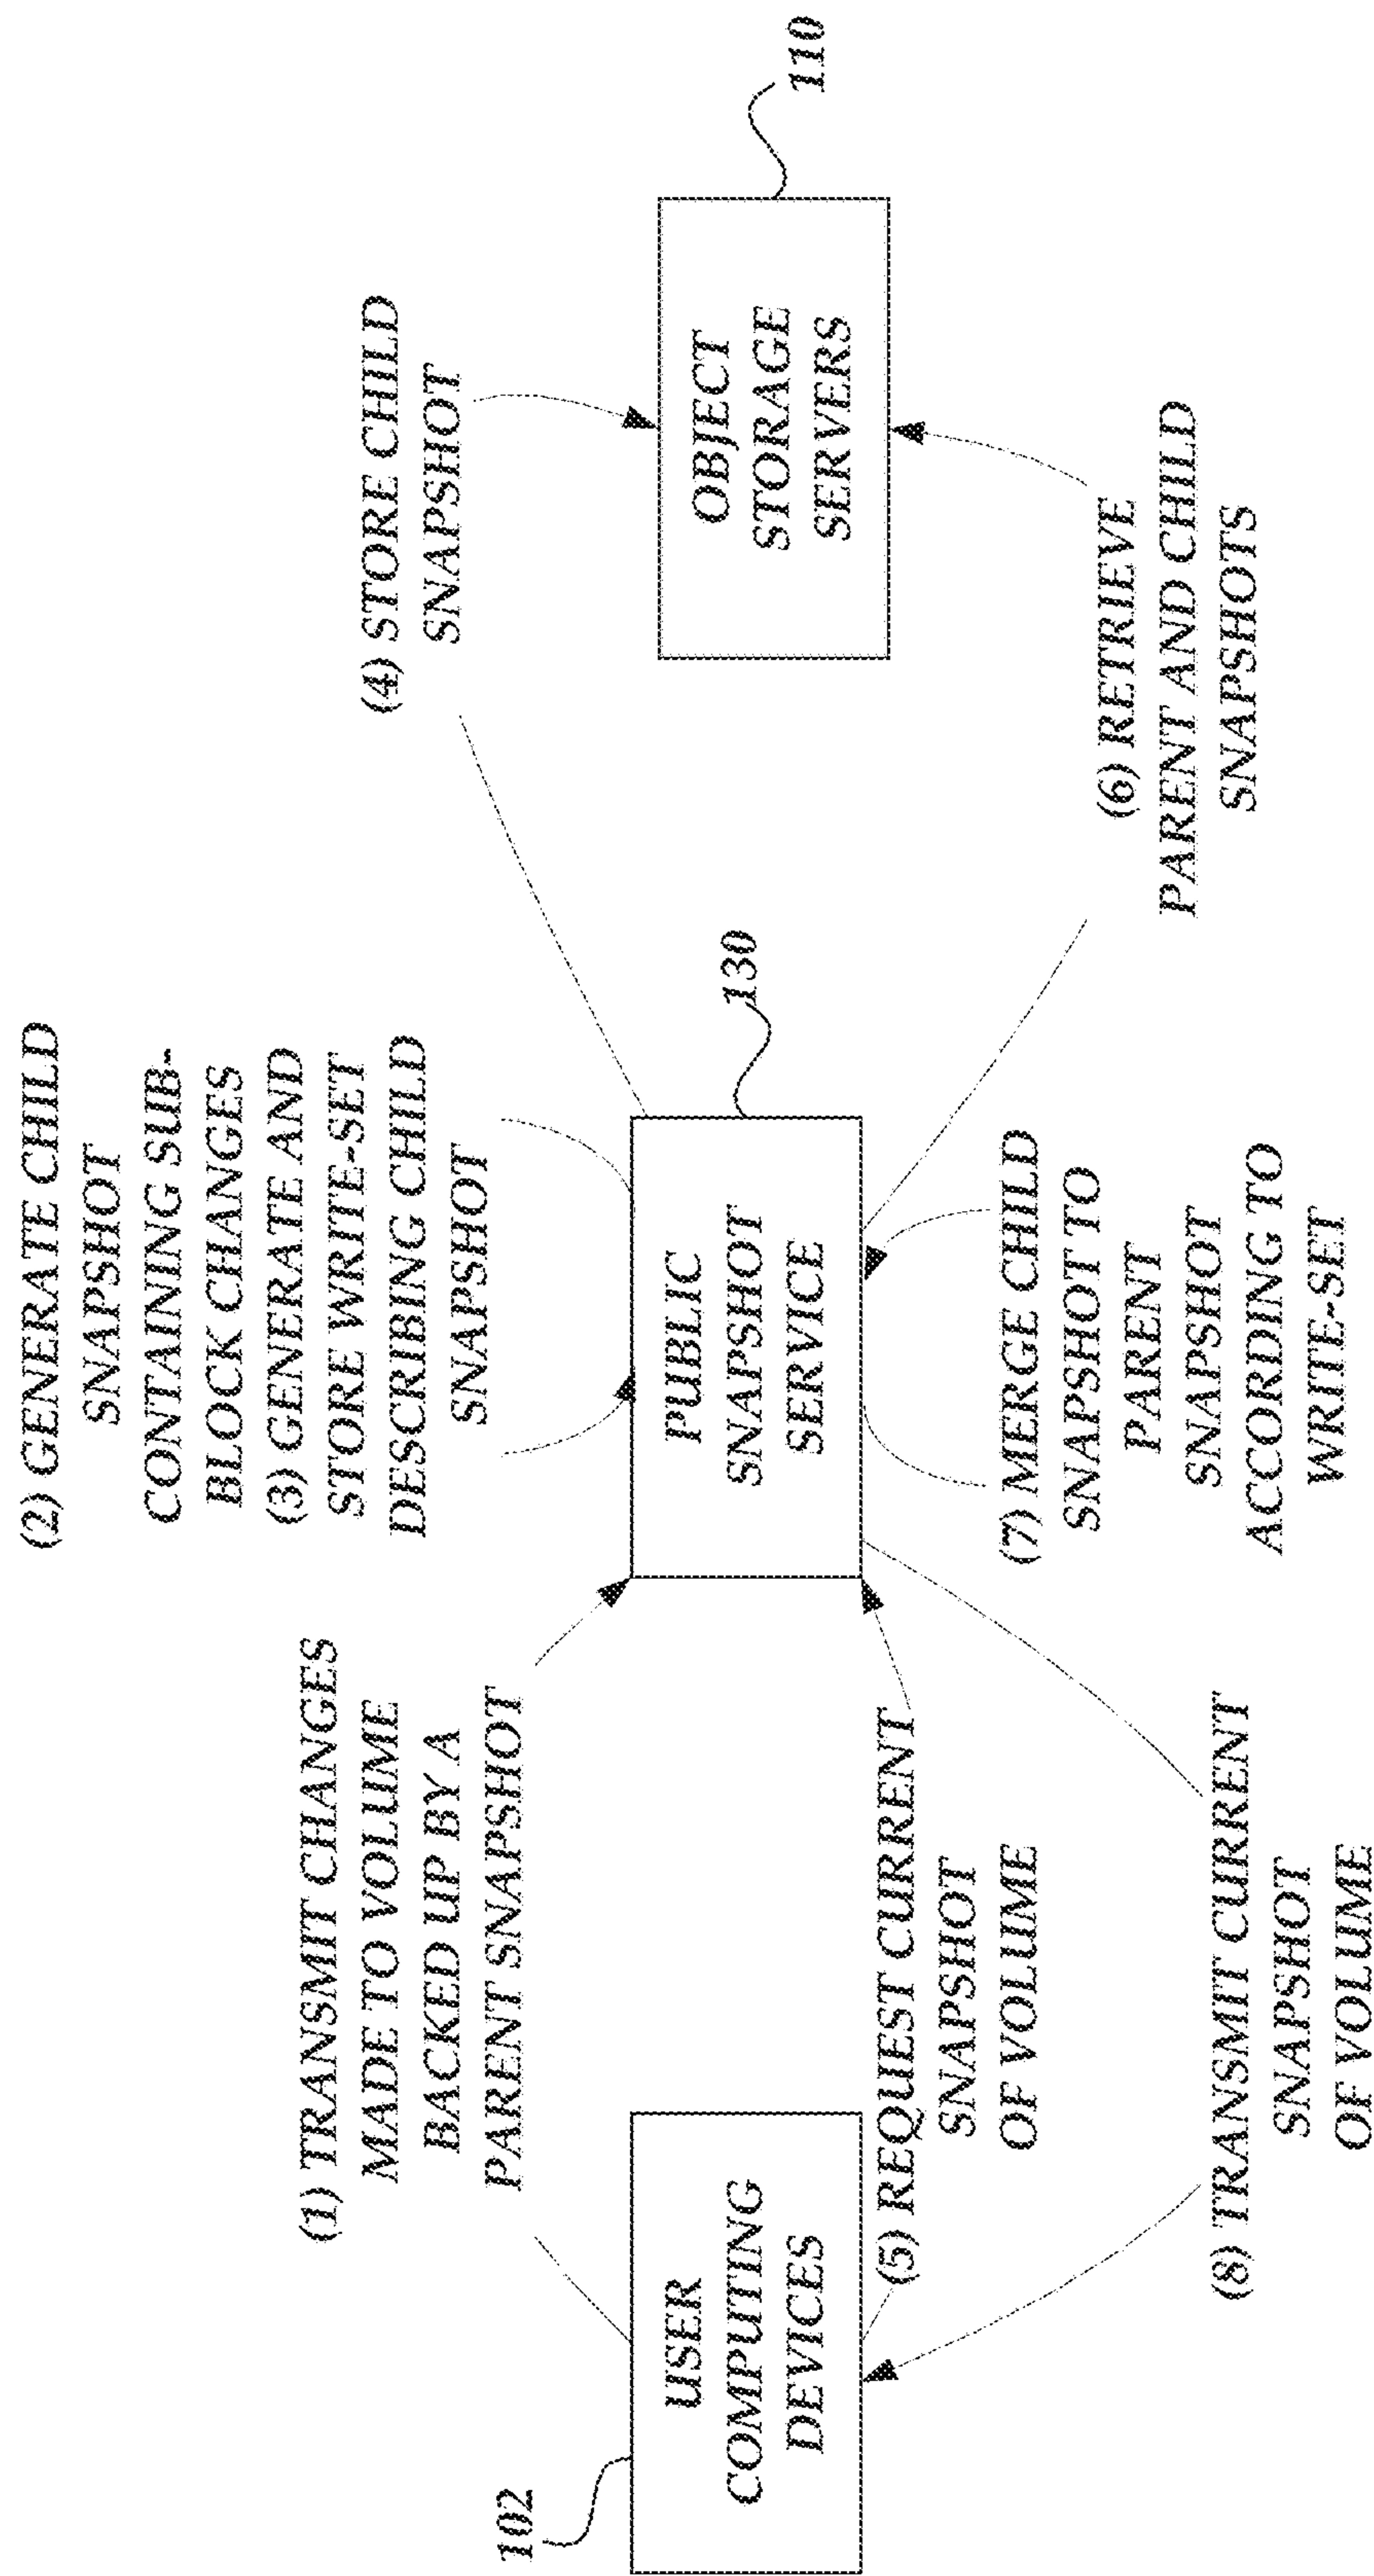 (2) GENERATE CHILD
SNAPSHOT
CONTAINING SUB-
BLOCK CHANGES
(3) GENERATE AND
STORE WRITE-SET
DESCRIBING CHILD
SNAPSHOT
(1) TRANSMIT CHANGES
MADE TO VOLUME
BACKED UP BY A
PARENT SNAPSHOT
(4) STORE CHILD
SNAPSHOT
102
USER
COMPUTING
DEVICES
130
PUBLIC
SNAPSHOT
SERVICE
110
OBJECT
STORAGE
SERVERS
(5) REQUEST CURRENT
SNAPSHOT
OF VOLUME
(7) MERGE CHILD
SNAPSHOT TO
PARENT
SNAPSHOT
ACCORDING TO
WRITE-SET
(6) RETRIEVE
PARENT AND CHILD
SNAPSHOTS
(8) TRANSMIT CURRENT
SNAPSHOT
OF VOLUME